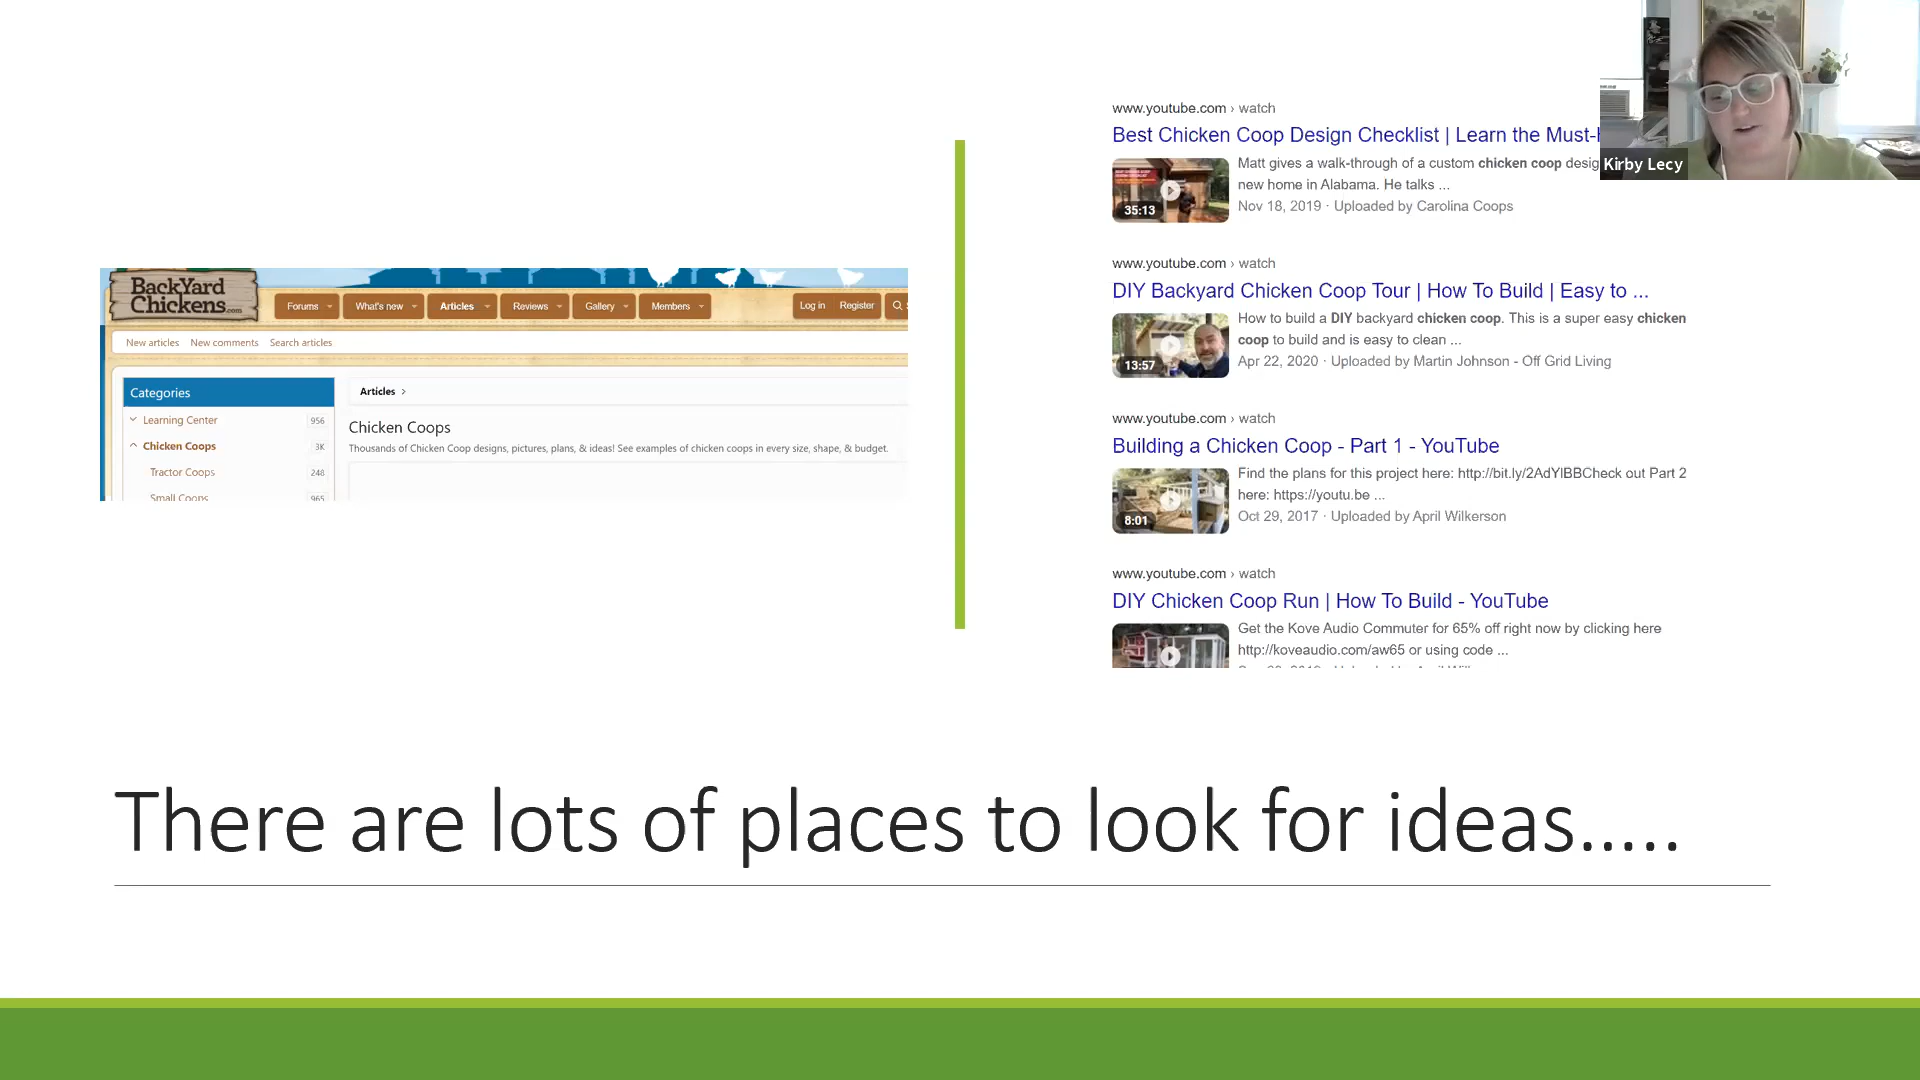 BackYard
Chickens.com
Forums
What's new
Articles
Reviews
Gallery
Members
Log in
Register
New articles
New comments
Search articles
Categories
Learning Center 956
Chicken Coops 3K
Tractor Coops 248
Small Coops 965
Articles >
Chicken Coops
Thousands of Chicken Coop designs, pictures, plans, & ideas! See examples of chicken coops in every size, shape, & budget.
www.youtube.com › watch
Best Chicken Coop Design Checklist | Learn the Must-
35:13
Matt gives a walk-through of a custom chicken coop desig
new home in Alabama. He talks ...
Nov 18, 2019 · Uploaded by Carolina Coops
www.youtube.com › watch
DIY Backyard Chicken Coop Tour | How To Build | Easy to ...
13:57
How to build a DIY backyard chicken coop. This is a super easy chicken
coop to build and is easy to clean ...
Apr 22, 2020 · Uploaded by Martin Johnson - Off Grid Living
www.youtube.com › watch
Building a Chicken Coop - Part 1 - YouTube
8:01
Find the plans for this project here: http://bit.ly/2AdYlBBCheck out Part 2
here: https://youtu.be ...
Oct 29, 2017 · Uploaded by April Wilkerson
www.youtube.com › watch
DIY Chicken Coop Run | How To Build - YouTube
Get the Kove Audio Commuter for 65% off right now by clicking here
http://koveaudio.com/aw65 or using code ...
Kirby Lecy
There are lots of places to look for ideas.....